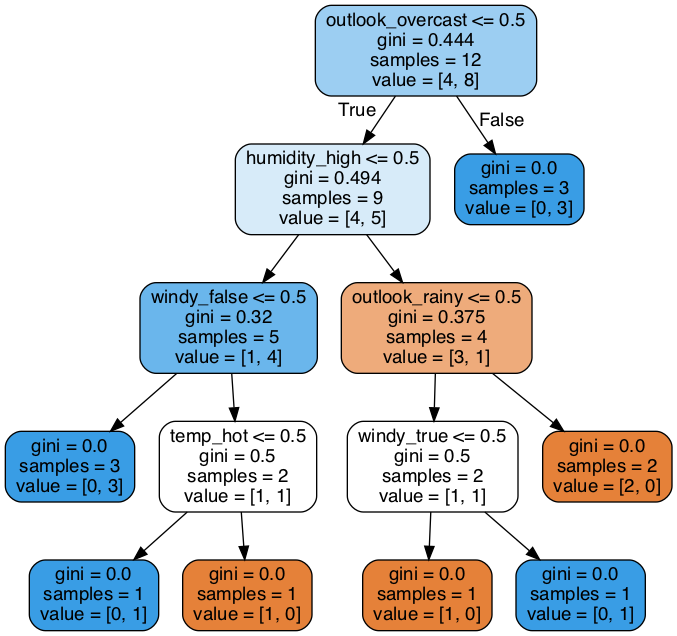 outlook_overcast <= 0.5
gini = 0.444
samples = 12
value = [4, 8]
True
False
humidity_high <= 0.5
gini = 0.494
samples = 9
value = [4, 5]
gini = 0.0
samples = 3
value = [0, 3]
windy_false <= 0.5
gini = 0.32
samples = 5
value = [1, 4]
outlook_rainy <= 0.5
gini = 0.375
samples = 4
value = [3, 1]
gini = 0.0
samples = 3
value = [0, 3]
temp_hot <= 0.5
gini = 0.5
samples = 2
value = [1, 1]
windy_true <= 0.5
gini = 0.5
samples = 2
value = [1, 1]
gini = 0.0
samples = 2
value = [2, 0]
gini = 0.0
samples = 1
value = [0, 1]
gini = 0.0
samples = 1
value = [1, 0]
gini = 0.0
samples = 1
value = [1, 0]
gini = 0.0
samples = 1
value = [0, 1]